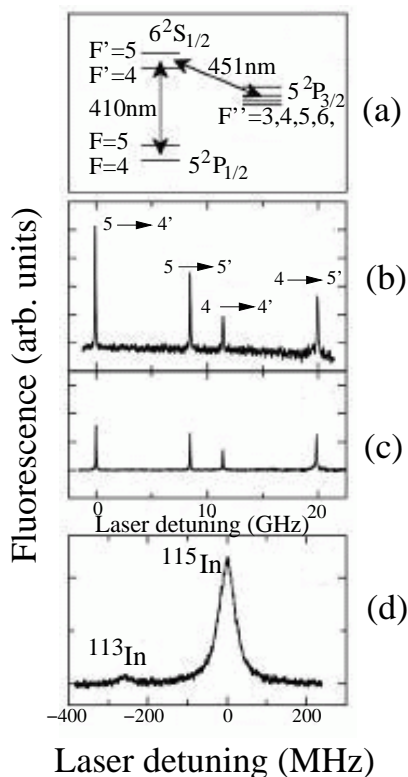 6²S₁/₂
F'=5
F'=4
451nm
5²P₃/₂
410nm
F''=3,4,5,6,
(a)
F=5
F=4
5²P₁/₂
Fluorescence (arb. units)
5 → 4'
5 → 5'
4 → 4'
4 → 5'
(b)
(c)
0 10 20
Laser detuning (GHz)
¹¹⁵In
¹¹³In
(d)
−400 −200 0 200
Laser detuning (MHz)